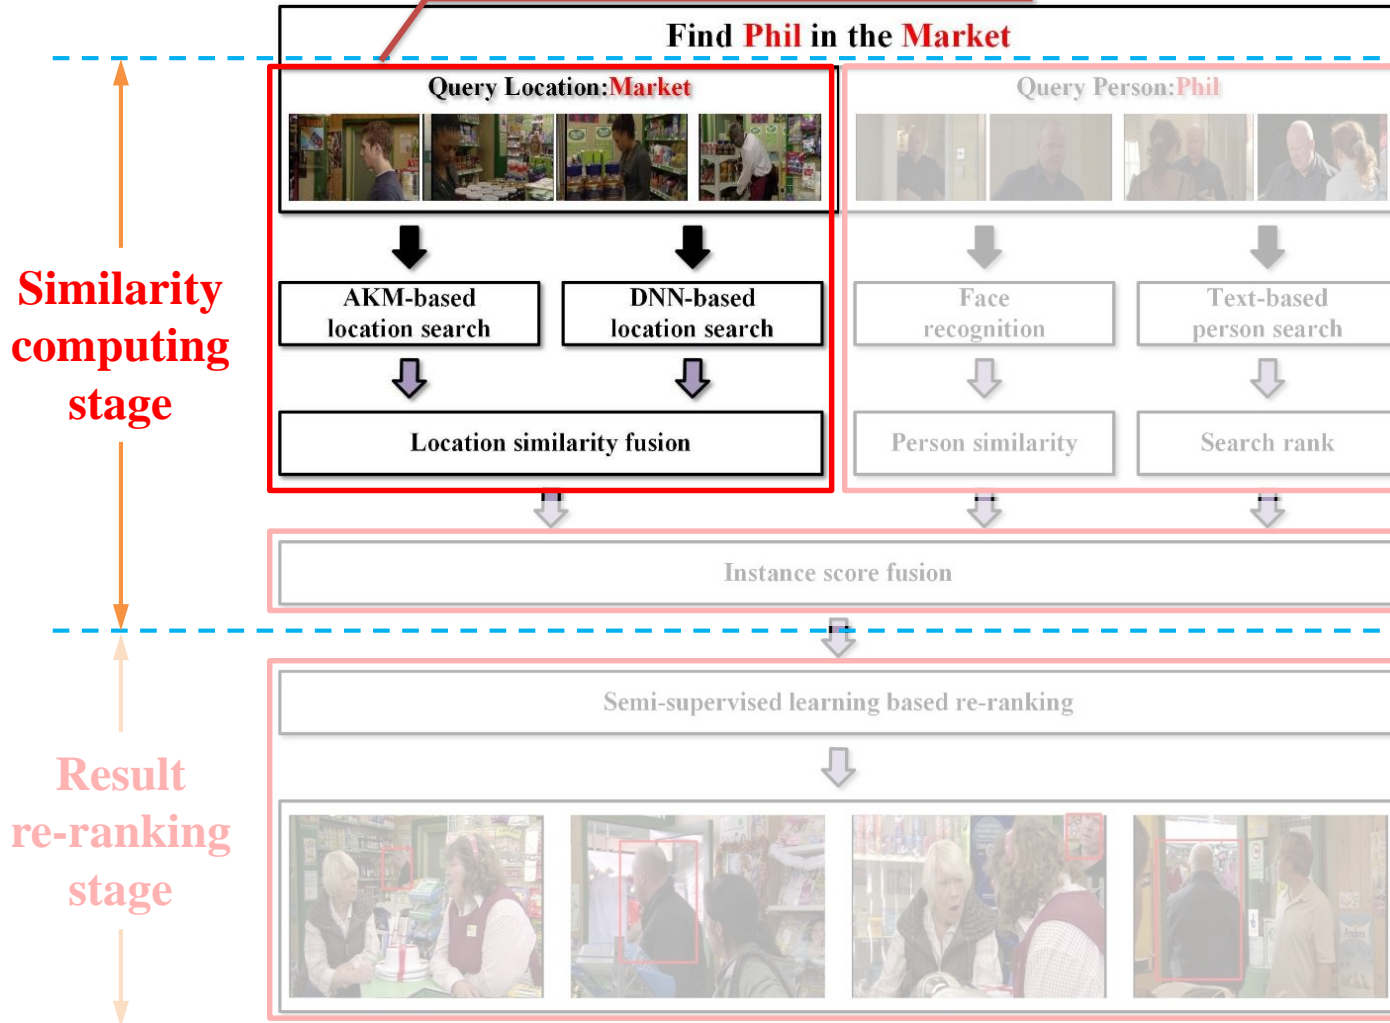 Find Phil in the Market
Query Location:Market
Query Person:Phil
Similarity
computing
stage
AKM-based
location search
DNN-based
location search
Face
recognition
Text-based
person search
Location similarity fusion
Person similarity
Search rank
Instance score fusion
Result
re-ranking
stage
Semi-supervised learning based re-ranking